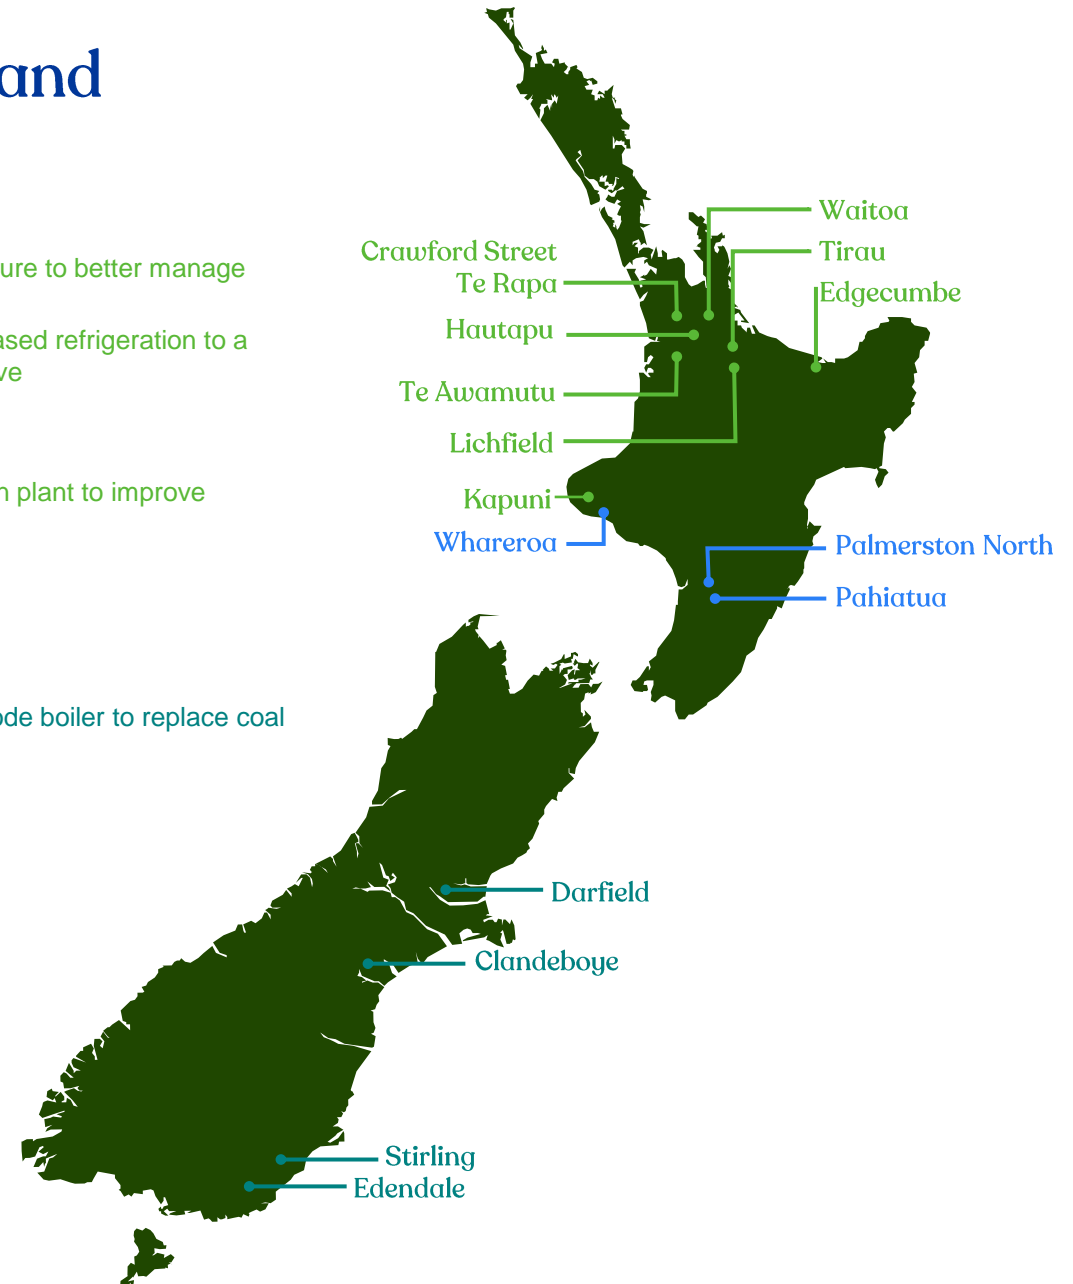 and
ure to better manage
ased refrigeration to a
ve
n plant to improve
ode boiler to replace coal
Waitoa
Crawford Street
Tirau
Te Rapa
Edgecumbe
Hautapu
Te Awamutu
Lichfield
Kapuni
Whareroa
Palmerston North
Pahiatua
Darfield
Clandeboye
Stirling
Edendale